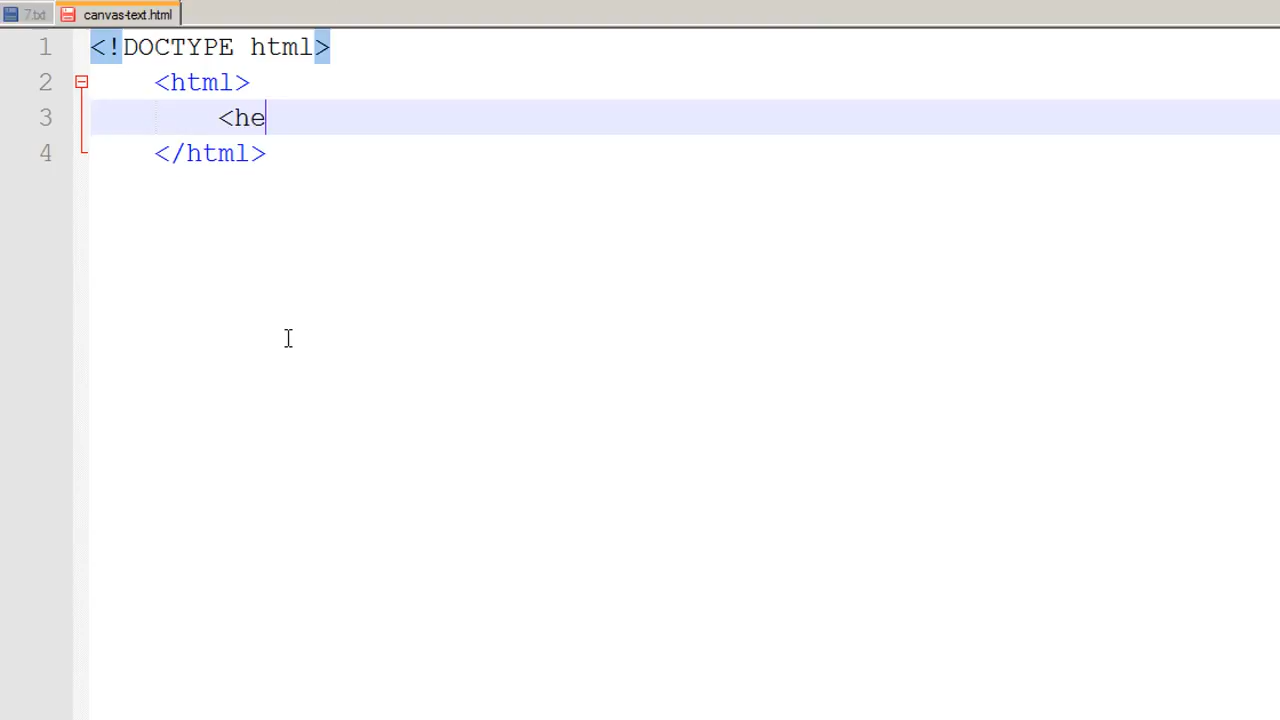 7.txt canvas-text.html
1 <!DOCTYPE html>
2 <html>
3 <he
4 </html>